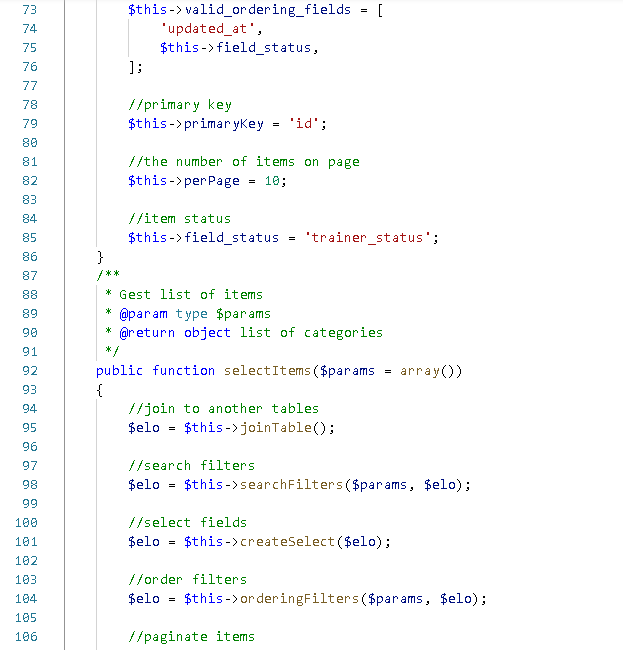 73 $this->valid_ordering_fields = [
74 'updated_at',
75 $this->field_status,
76 ];
77
78 //primary key
79 $this->primaryKey = 'id';
80
81 //the number of items on page
82 $this->perPage = 10;
83
84 //item status
85 $this->field_status = 'trainer_status';
86 }
87 /**
88 * Gest list of items
89 * @param type $params
90 * @return object list of categories
91 */
92 public function selectItems($params = array())
93 {
94 //join to another tables
95 $elo = $this->joinTable();
96
97 //search filters
98 $elo = $this->searchFilters($params, $elo);
99
100 //select fields
101 $elo = $this->createSelect($elo);
102
103 //order filters
104 $elo = $this->orderingFilters($params, $elo);
105
106 //paginate items